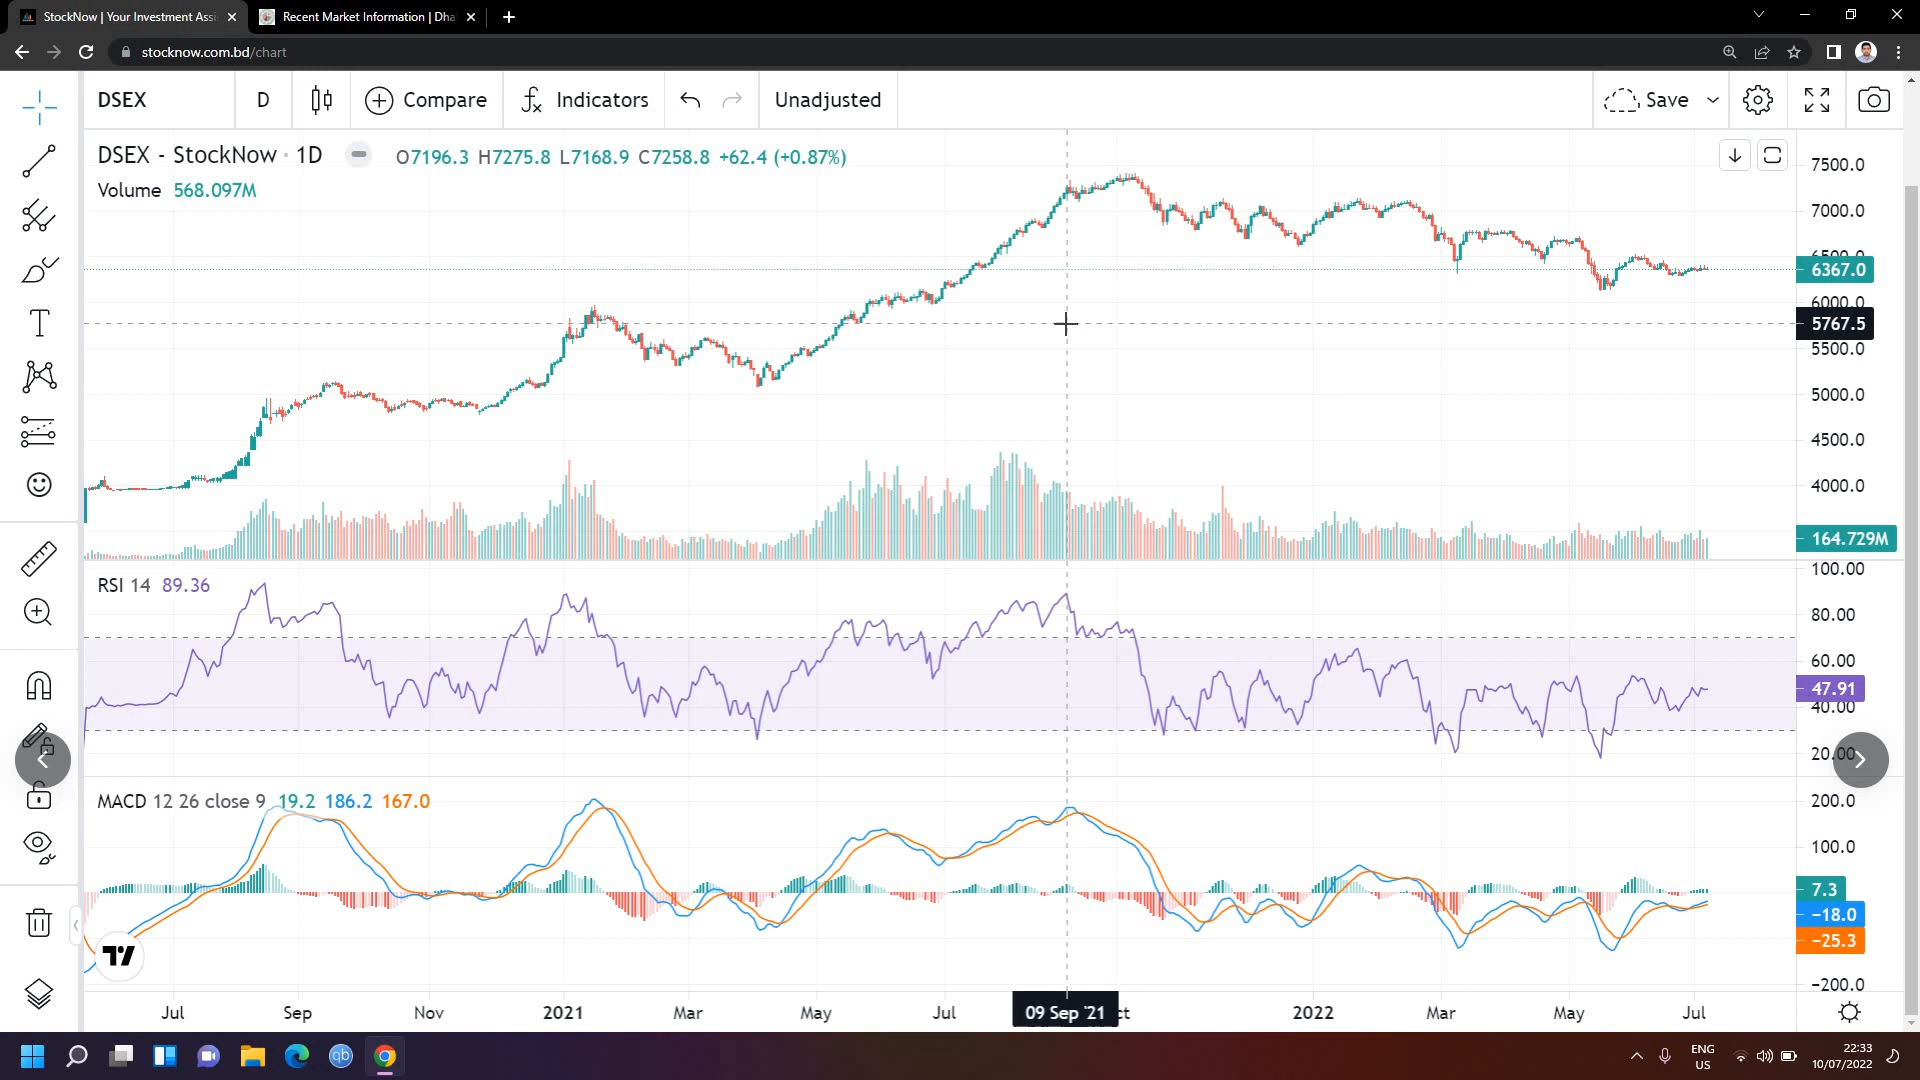 StockNow | Your Investment Assi
Recent Market Information | Dha
stocknow.com.bd/chart
DSEX D Compare Indicators Unadjusted Save
DSEX - StockNow · 1D O7196.3 H7275.8 L7168.9 C7258.8 +62.4 (+0.87%)
Volume 568.097M
7500.0
7000.0
6500.0
6367.0
6000.0
5767.5
5500.0
5000.0
4500.0
4000.0
164.729M
RSI 14 89.36
100.00
80.00
60.00
47.91
40.00
20.00
MACD 12 26 close 9 19.2 186.2 167.0
200.0
100.0
7.3
−18.0
−25.3
−200.0
Jul Sep Nov 2021 Mar May Jul 09 Sep '21 ct 2022 Mar May Jul
qb
ENG
US
22:33
10/07/2022